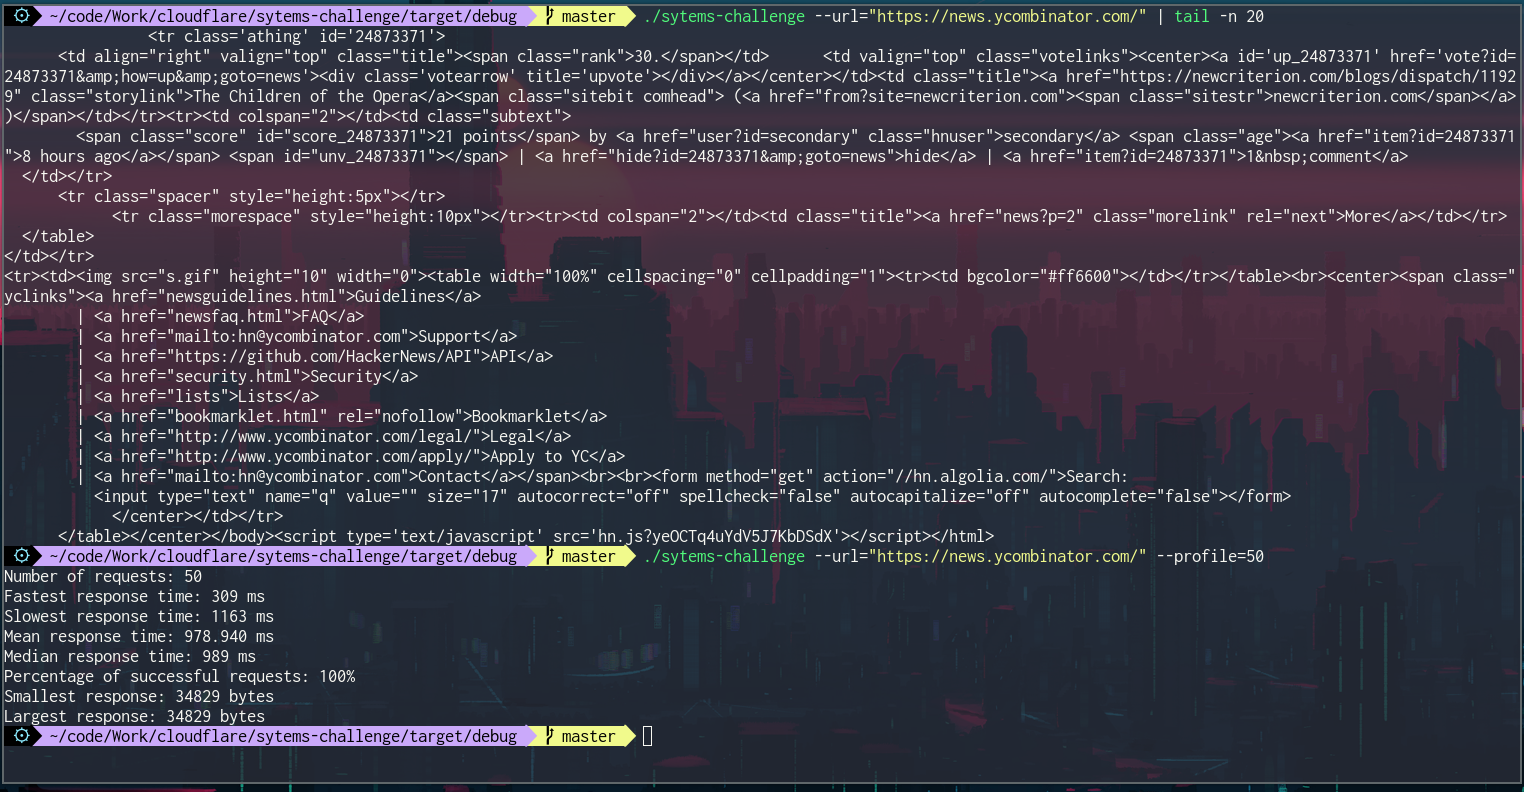 ~/code/Work/cloudflare/sytems-challenge/target/debug master ./sytems-challenge --url="https://news.ycombinator.com/" | tail -n 20
<tr class='athing' id='24873371'>
<td align="right" valign="top" class="title"><span class="rank">30.</span></td>      <td valign="top" class="votelinks"><center><a id='up_24873371' href='vote?id=
24873371&amp;how=up&amp;goto=news'><div class='votearrow' title='upvote'></div></a></center></td><td class="title"><a href="https://newcriterion.com/blogs/dispatch/1192
9" class="storylink">The Children of the Opera</a><span class="sitebit comhead"> (<a href="from?site=newcriterion.com"><span class="sitestr">newcriterion.com</span></a>
)</span></td></tr><tr><td colspan="2"></td><td class="subtext">
<span class="score" id="score_24873371">21 points</span> by <a href="user?id=secondary" class="hnuser">secondary</a> <span class="age"><a href="item?id=24873371
">8 hours ago</a></span> <span id="unv_24873371"></span> | <a href="hide?id=24873371&amp;goto=news">hide</a> | <a href="item?id=24873371">1&nbsp;comment</a>
</td></tr>
<tr class="spacer" style="height:5px"></tr>
<tr class="morespace" style="height:10px"></tr><tr><td colspan="2"></td><td class="title"><a href="news?p=2" class="morelink" rel="next">More</a></td></tr>
</table>
</td></tr>
<tr><td><img src="s.gif" height="10" width="0"><table width="100%" cellspacing="0" cellpadding="1"><tr><td bgcolor="#ff6600"></td></tr></table><br><center><span class="
yclinks"><a href="newsguidelines.html">Guidelines</a>
| <a href="newsfaq.html">FAQ</a>
| <a href="mailto:hn@ycombinator.com">Support</a>
| <a href="https://github.com/HackerNews/API">API</a>
| <a href="security.html">Security</a>
| <a href="lists">Lists</a>
| <a href="bookmarklet.html" rel="nofollow">Bookmarklet</a>
| <a href="http://www.ycombinator.com/legal/">Legal</a>
| <a href="http://www.ycombinator.com/apply/">Apply to YC</a>
| <a href="mailto:hn@ycombinator.com">Contact</a></span><br><br><form method="get" action="//hn.algolia.com/">Search:
<input type="text" name="q" value="" size="17" autocorrect="off" spellcheck="false" autocapitalize="off" autocomplete="false"></form>
</center></td></tr>
</table></center></body><script type='text/javascript' src='hn.js?yeOCTq4uYdV5J7KbDSdX'></script></html>
~/code/Work/cloudflare/sytems-challenge/target/debug master ./sytems-challenge --url="https://news.ycombinator.com/" --profile=50
Number of requests: 50
Fastest response time: 309 ms
Slowest response time: 1163 ms
Mean response time: 978.940 ms
Median response time: 989 ms
Percentage of successful requests: 100%
Smallest response: 34829 bytes
Largest response: 34829 bytes
~/code/Work/cloudflare/sytems-challenge/target/debug master